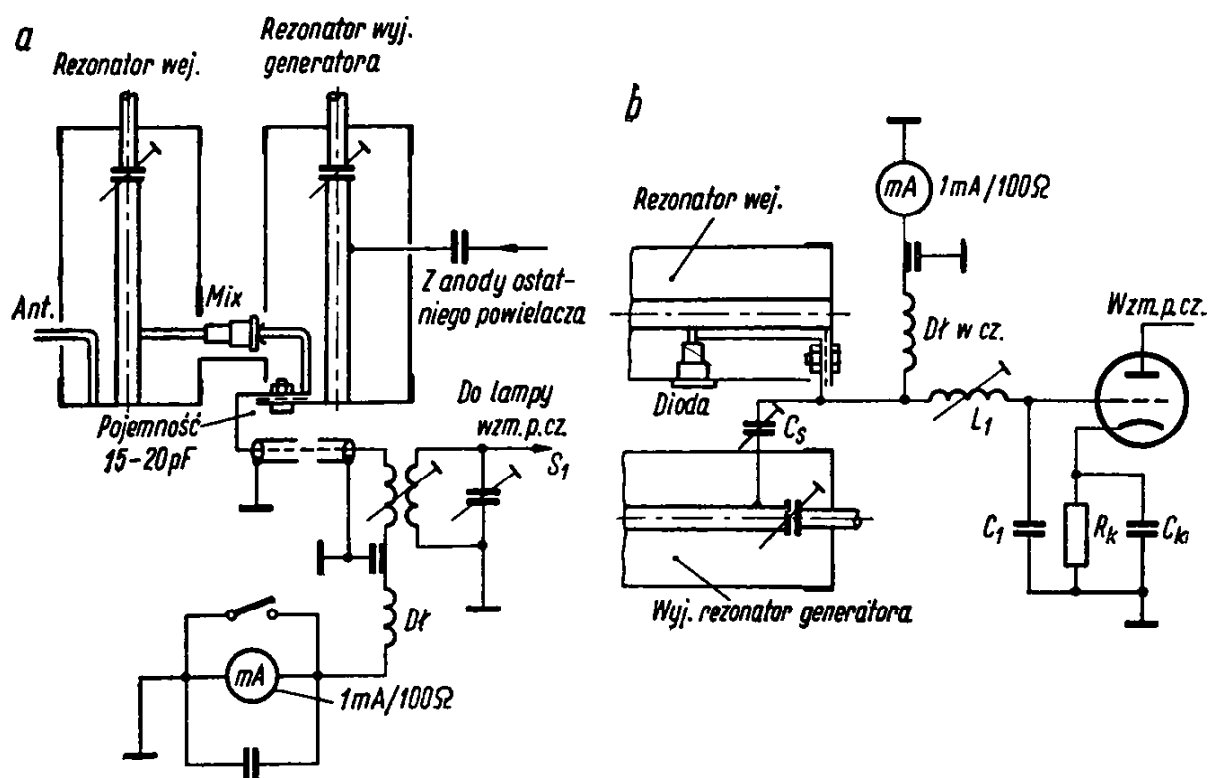 a
Rezonator wej.
Rezonator wyj.
generatora
Ant.
Mix
Z anody ostat-
niego powielacza
Pojemność
15-20pF
Do lampy
wzm.p.cz.
S1
Dł
mA
1mA/100Ω
b
mA
1mA/100Ω
Rezonator wej.
Dł w cz.
Wzm.p.cz.
Dioda
L1
Cs
C1
Rk
Ck
Wyj. rezonator generatora